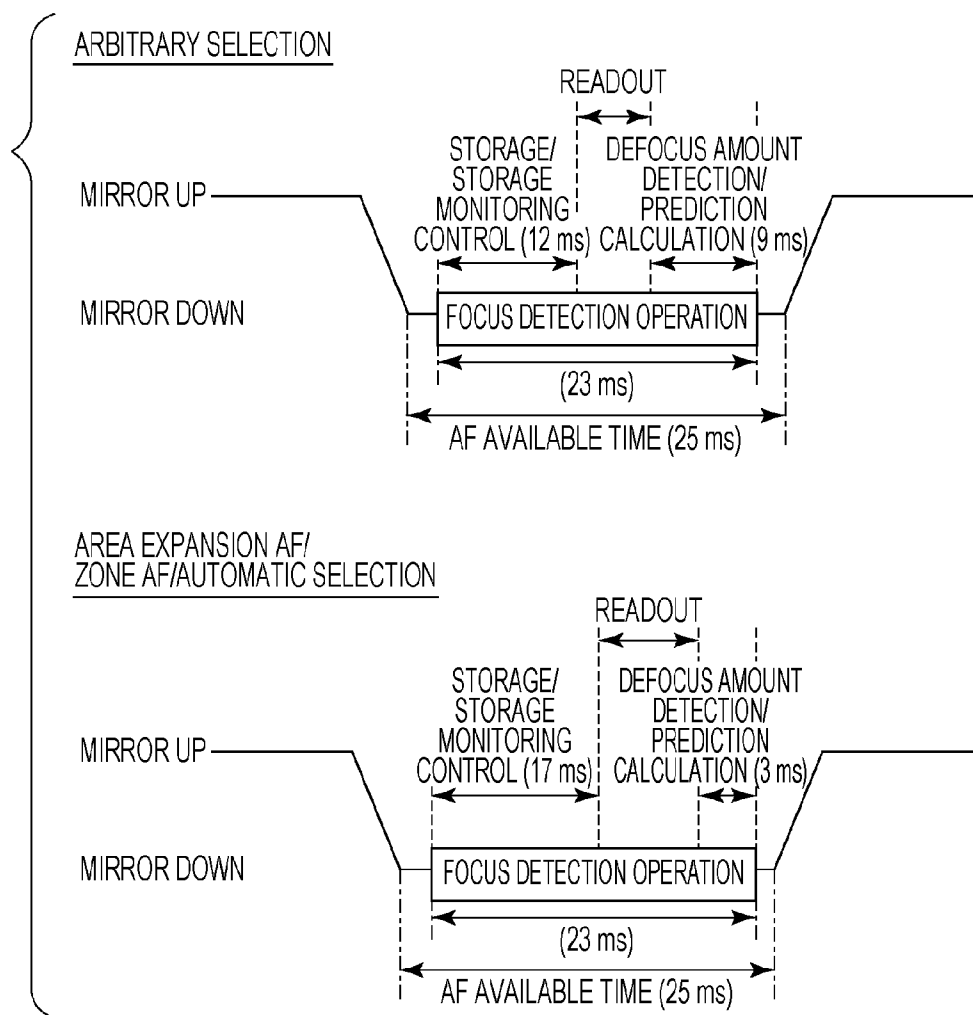 ARBITRARY SELECTION
READOUT
STORAGE/
STORAGE
MONITORING
CONTROL (12 ms)
DEFOCUS AMOUNT
DETECTION/
PREDICTION
CALCULATION (9 ms)
MIRROR UP
MIRROR DOWN
FOCUS DETECTION OPERATION
(23 ms)
AF AVAILABLE TIME (25 ms)
AREA EXPANSION AF/
ZONE AF/AUTOMATIC SELECTION
READOUT
STORAGE/
STORAGE
MONITORING
CONTROL (17 ms)
DEFOCUS AMOUNT
DETECTION/
PREDICTION
CALCULATION (3 ms)
MIRROR UP
MIRROR DOWN
FOCUS DETECTION OPERATION
(23 ms)
AF AVAILABLE TIME (25 ms)